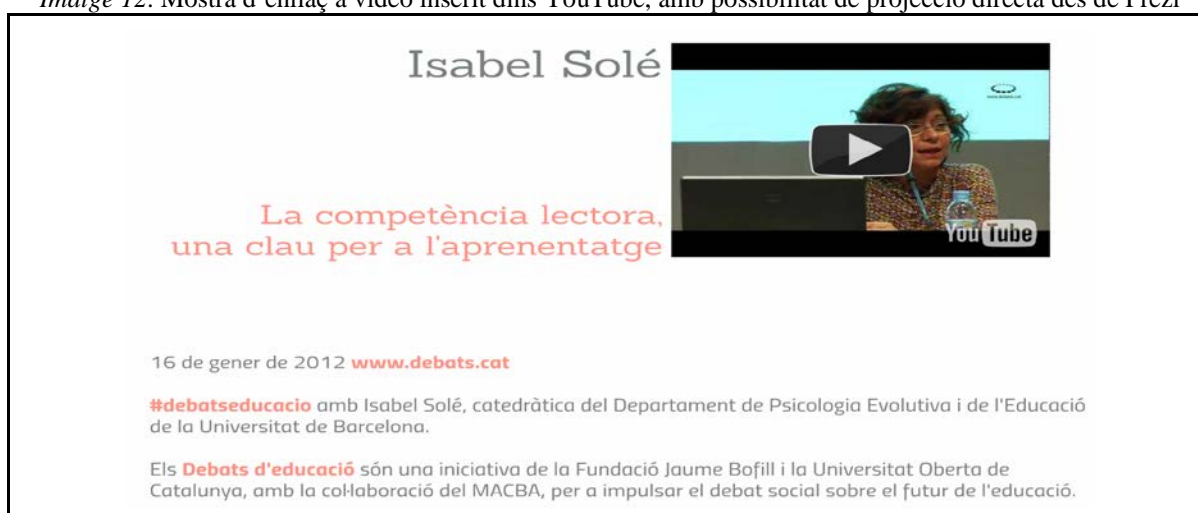 Imatge 12: Mostra d'enllaç a vídeo inscrit dins YouTube, amb possibilitat de projecció directa des de Prezi
Isabel Solé
La competència lectora,
una clau per a l'aprenentatge
You Tube
16 de gener de 2012 www.debats.cat
#debatseducacio amb Isabel Solé, catedràtica del Departament de Psicologia Evolutiva i de l'Educació
de la Universitat de Barcelona.
Els Debats d'educació són una iniciativa de la Fundació Jaume Bofill i la Universitat Oberta de
Catalunya, amb la col·laboració del MACBA, per a impulsar el debat social sobre el futur de l'educació.